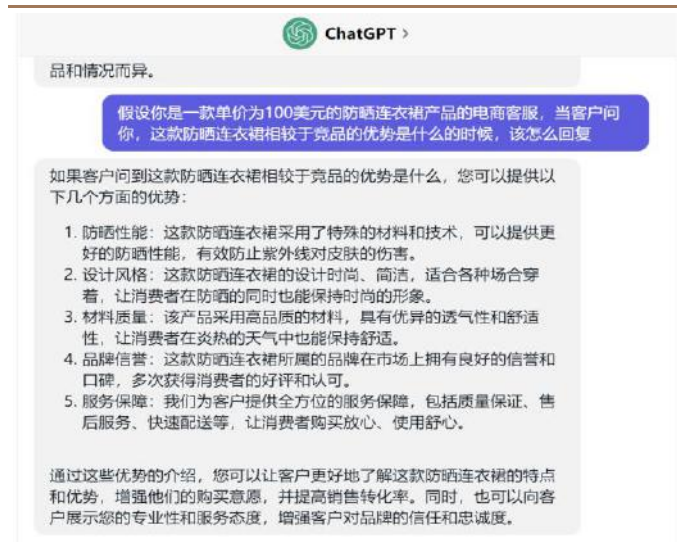 ChatGPT >
品和情况而异。
假设你是一款单价为100美元的防晒连衣裙产品的电商客服，当客户问
你，这款防晒连衣裙相较于竞品的优势是什么的时候，该怎么回复
如果客户问到这款防晒连衣裙相较于竞品的优势是什么，您可以提供以
下几个方面的优势：
1. 防晒性能：这款防晒连衣裙采用了特殊的材料和技术，可以提供更
好的防晒性能，有效防止紫外线对皮肤的伤害。
2. 设计风格：这款防晒连衣裙的设计时尚、简洁，适合各种场合穿
着，让消费者在防晒的同时也能保持时尚的形象。
3. 材料质量：该产品采用高品质的材料，具有优异的透气性和舒适
性，让消费者在炎热的天气中也能保持舒适。
4. 品牌信誉：这款防晒连衣裙所属的品牌在市场上拥有良好的信誉和
口碑，多次获得消费者的好评和认可。
5. 服务保障：我们为客户提供全方位的服务保障，包括质量保证、售
后服务、快速配送等，让消费者购买放心、使用舒心。
通过这些优势的介绍，您可以让客户更好地了解这款防晒连衣裙的特点
和优势，增强他们的购买意愿，并提高销售转化率。同时，也可以向客
户展示您的专业性和服务态度，增强客户对品牌的信任和忠诚度。